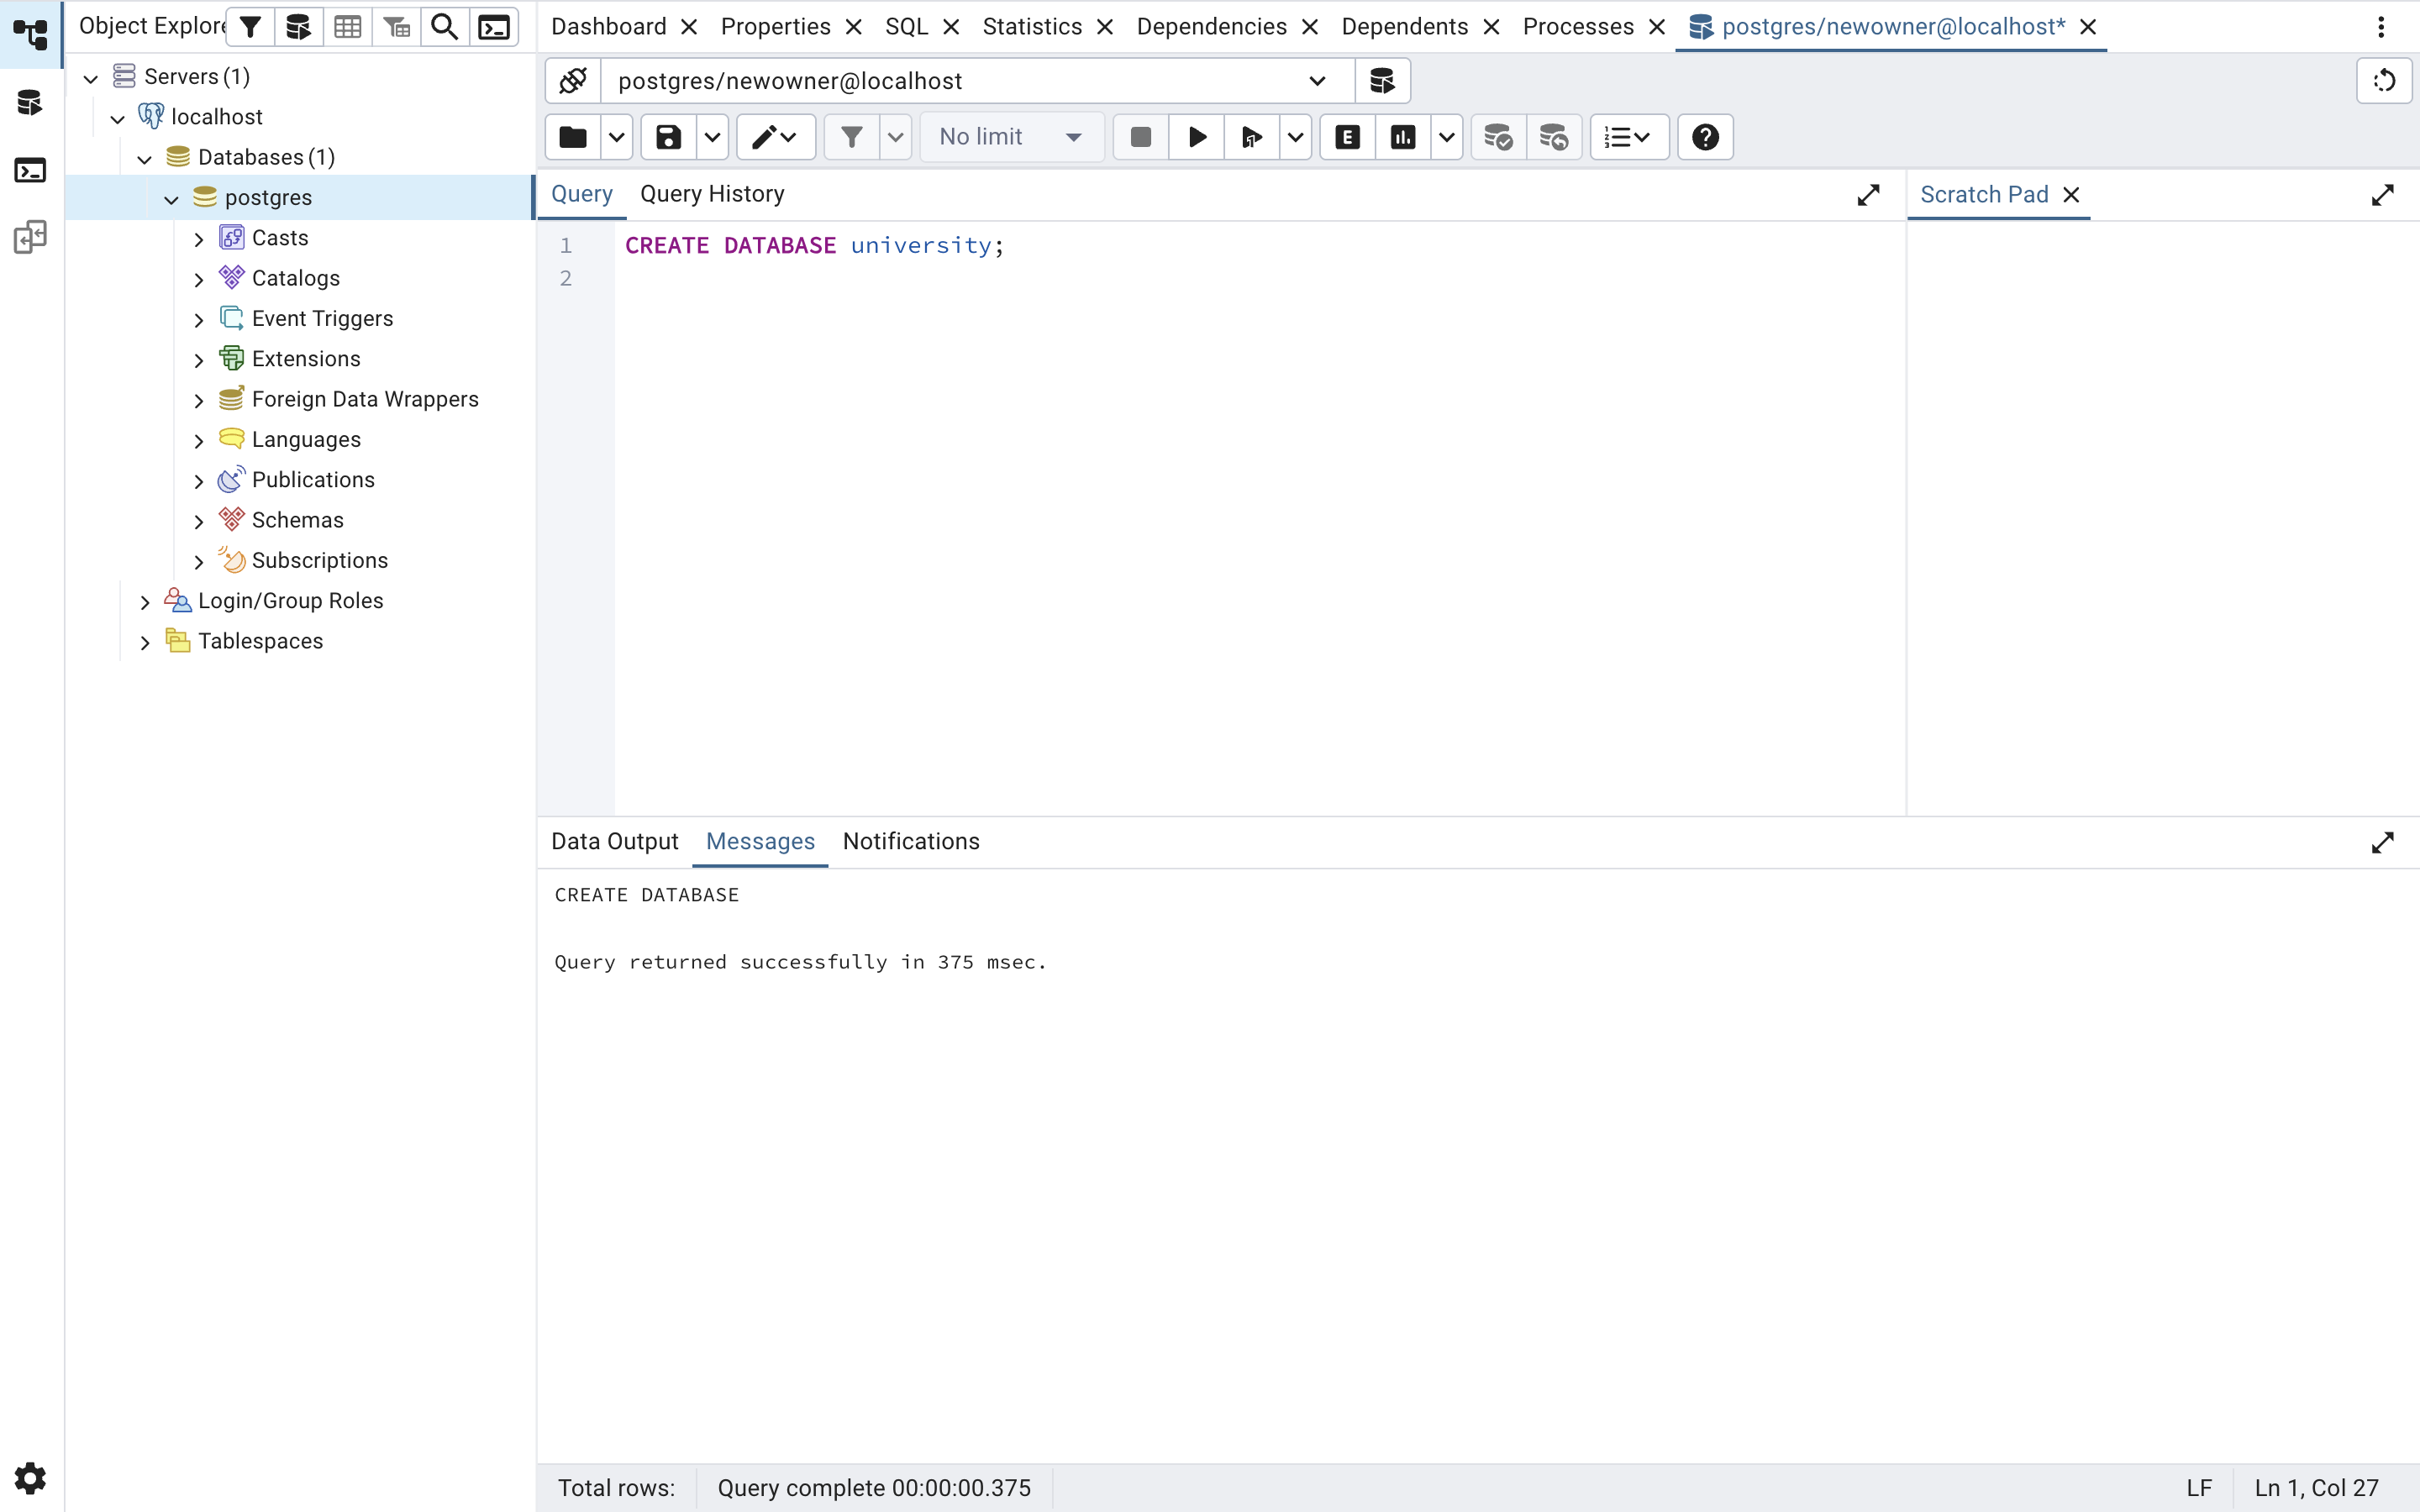 Object Explore
Dashboard
Properties
SQL
Statistics
Dependencies
Dependents
Processes
postgres/newowner@localhost*
Servers (1)
localhost
Databases (1)
postgres
Casts
Catalogs
Event Triggers
Extensions
Foreign Data Wrappers
Languages
Publications
Schemas
Subscriptions
Login/Group Roles
Tablespaces
postgres/newowner@localhost
No limit
E
Query
Query History
Scratch Pad
1 CREATE DATABASE university;
2
Data Output
Messages
Notifications
CREATE DATABASE
Query returned successfully in 375 msec.
Total rows:
Query complete 00:00:00.375
LF
Ln 1, Col 27